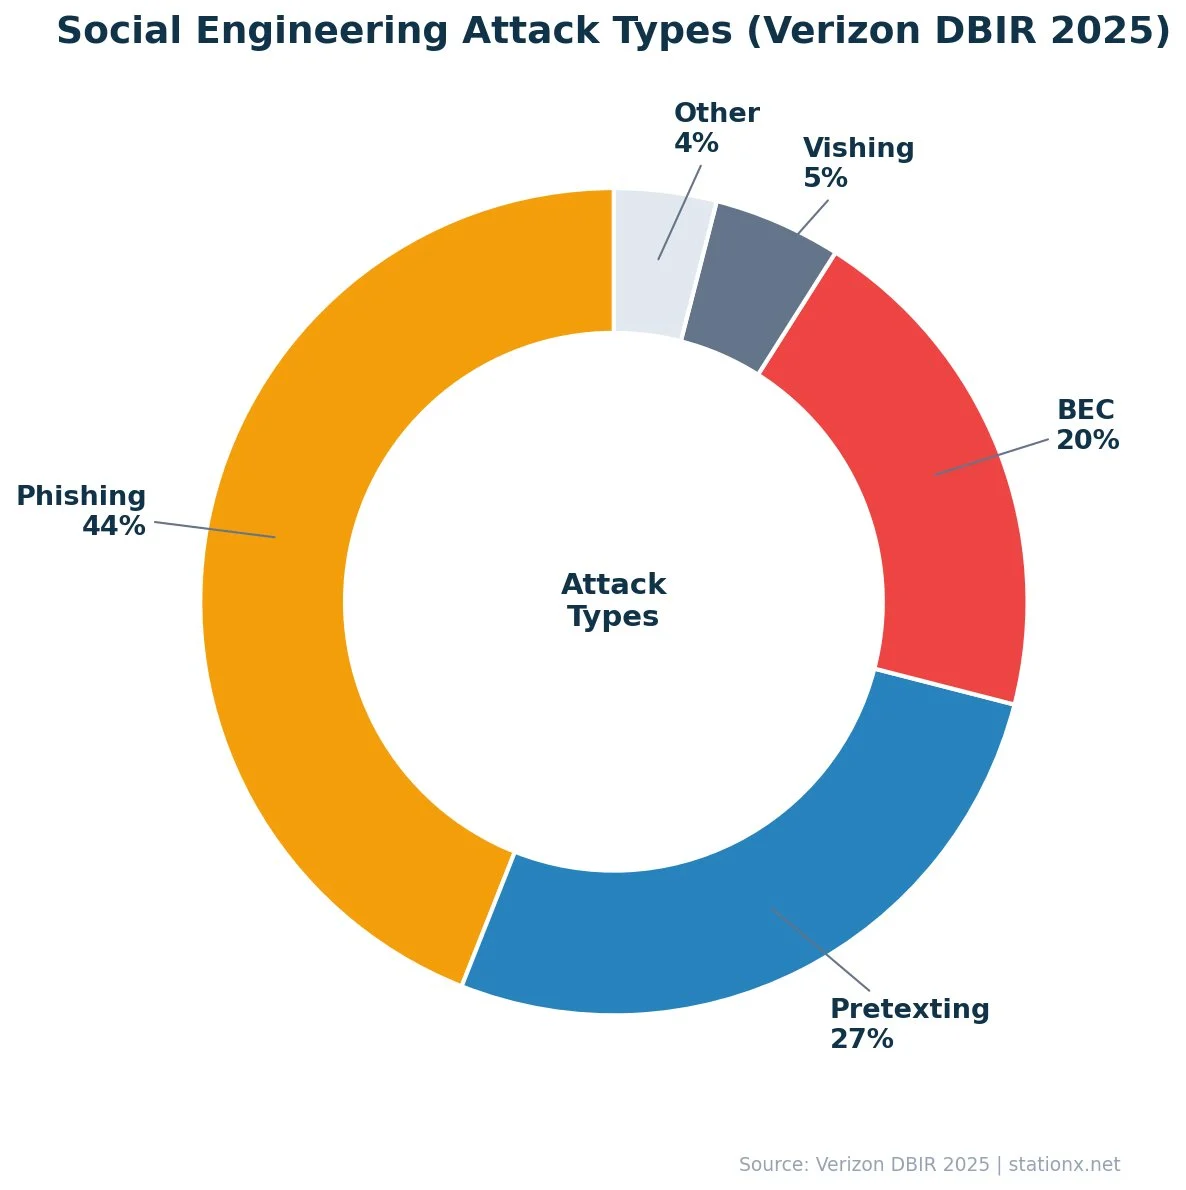 Social Engineering Attack Types (Verizon DBIR 2025)
Other
4%
Vishing
5%
BEC
20%
Phishing
44%
Attack
Types
Pretexting
27%
Source: Verizon DBIR 2025 | stationx.net